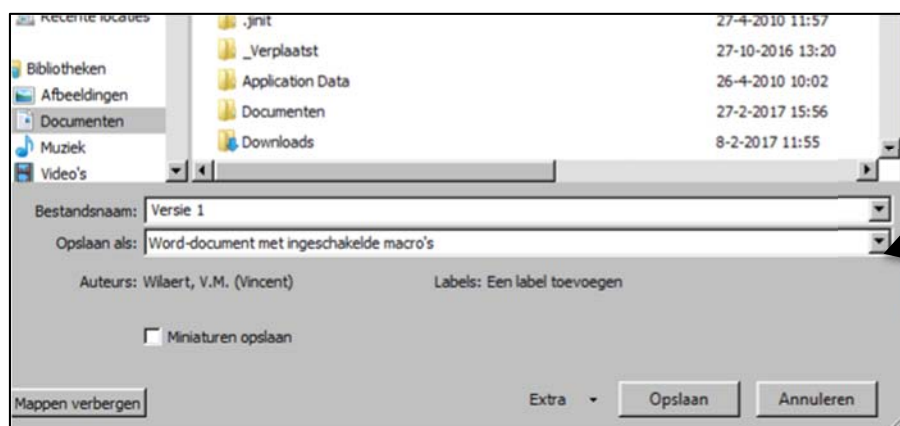 Recente locaties
.jinit 27-4-2010 11:57
_Verplaatst 27-10-2016 13:20
Bibliotheken
Application Data 26-4-2010 10:02
Afbeeldingen
Documenten 27-2-2017 15:56
Documenten
Downloads 8-2-2017 11:55
Muziek
Video's
Bestandsnaam: Versie 1
Opslaan als: Word-document met ingeschakelde macro's
Auteurs: Wilaert, V.M. (Vincent) Labels: Een label toevoegen
Miniaturen opslaan
Mappen verbergen Extra Opslaan Annuleren